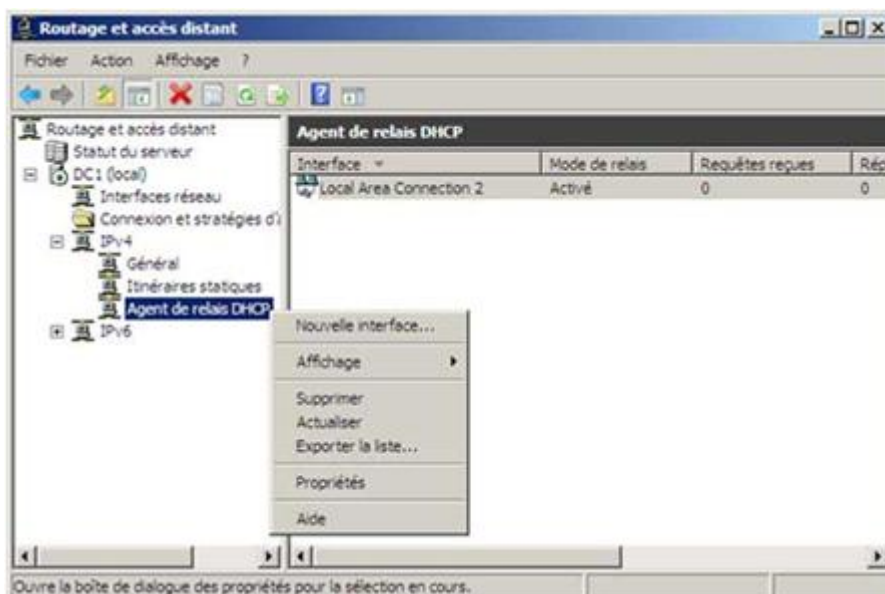 Routage et accès distant
Fichier Action Affichage ?
Routage et accès distant
Statut du serveur
DC1 (local)
Interfaces réseau
Connexion et stratégies d'
IPv4
Général
Itinéraires statiques
Agent de relais DHCP
IPv6
Agent de relais DHCP
Interface Mode de relais Requêtes reçues Rép
Local Area Connection 2 Activé 0 0
Nouvelle interface...
Affichage
Supprimer
Actualiser
Exporter la liste...
Propriétés
Aide
Ouvre la boîte de dialogue des propriétés pour la sélection en cours.